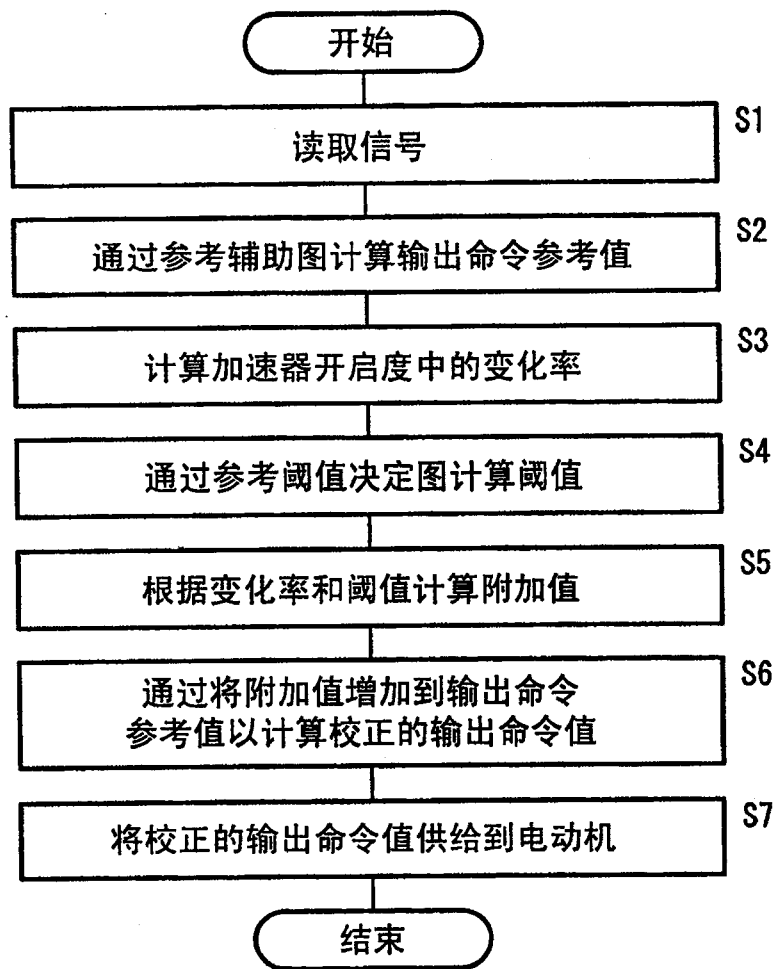 开始
S1
读取信号
S2
通过参考辅助图计算输出命令参考值
S3
计算加速器开启度中的变化率
S4
通过参考阈值决定图计算阈值
S5
根据变化率和阈值计算附加值
S6
通过将附加值增加到输出命令
参考值以计算校正的输出命令值
S7
将校正的输出命令值供给到电动机
结束